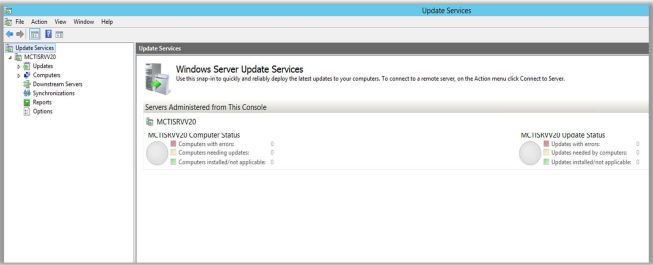 Update Services
File Action View Window Help
Update Services
MCTISRVV20
Updates
Computers
Downstream Servers
Synchronizations
Reports
Options
Update Services
Windows Server Update Services
Use this snap-in to quickly and reliably deploy the latest updates to your computers. To connect to a remote server, on the Action menu click Connect to Server.
Servers Administered from This Console
MCTISRVV20
MCTISRVV20 Computer Status
Computers with errors: 0
Computers needing updates: 0
Computers installed/not applicable: 0
MCTISRVV20 Update Status
Updates with errors: 0
Updates needed by computers: 0
Updates installed/not applicable: 0